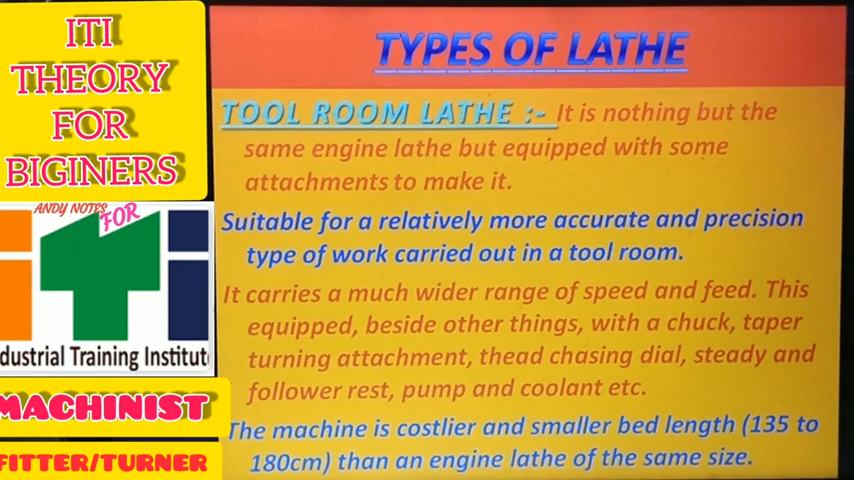 ITI
THEORY
FOR
BIGINERS
ANDY NOTES FOR
dustrial Training Institut
MACHINIST
FITTER/TURNER
TYPES OF LATHE
TOOL ROOM LATHE :- It is nothing but the
same engine lathe but equipped with some
attachments to make it.
Suitable for a relatively more accurate and precision
type of work carried out in a tool room.
It carries a much wider range of speed and feed. This
equipped, beside other things, with a chuck, taper
turning attachment, thead chasing dial, steady and
follower rest, pump and coolant etc.
The machine is costlier and smaller bed length (135 to
180cm) than an engine lathe of the same size.